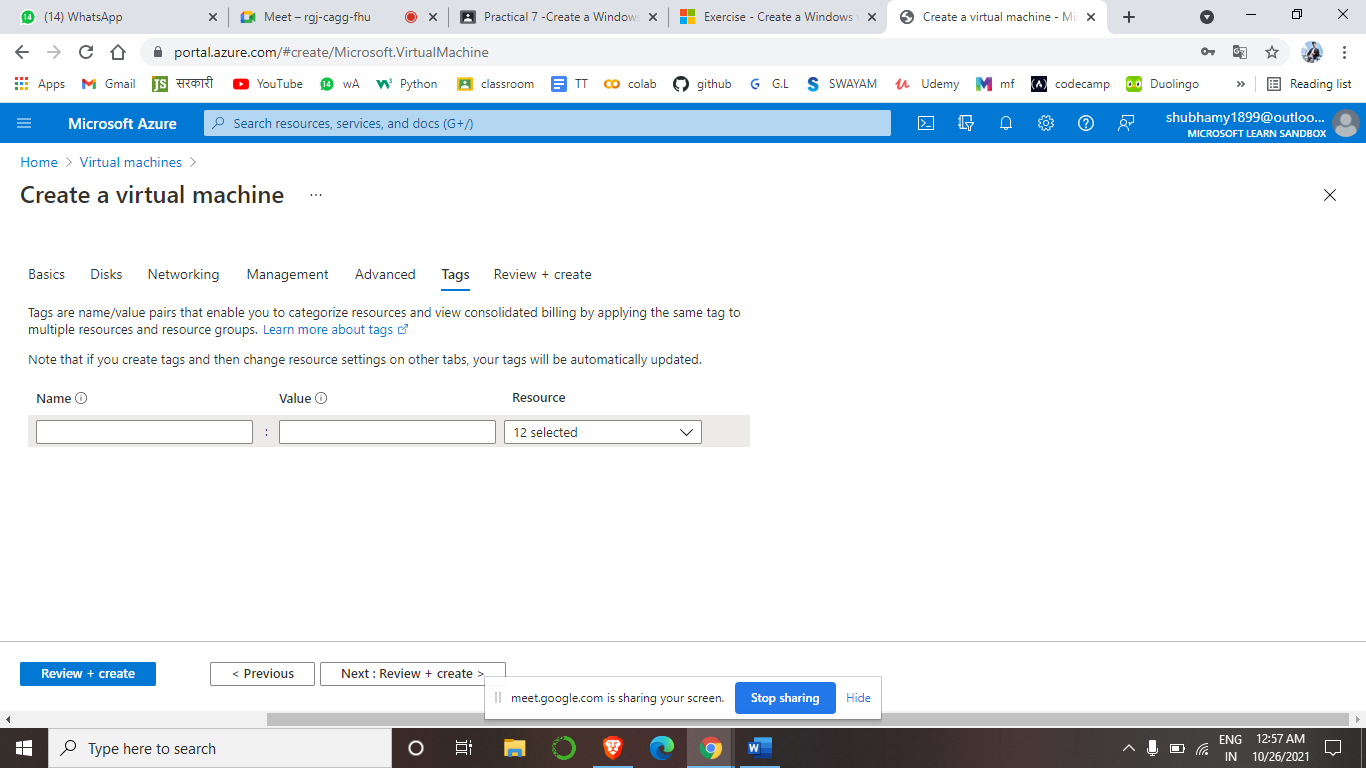 (14) WhatsApp
Meet – rgj-cagg-fhu
Practical 7 -Create a Window
Exercise - Create a Windows
Create a virtual machine - Mi
portal.azure.com/#create/Microsoft.VirtualMachine
Apps Gmail सरकारी YouTube wA Python classroom TT colab github G.L SWAYAM Udemy mf codecamp Duolingo » Reading list
Microsoft Azure
Search resources, services, and docs (G+/)
shubhamy1899@outloo...
MICROSOFT LEARN SANDBOX
Home > Virtual machines >
Create a virtual machine ...
Basics Disks Networking Management Advanced Tags Review + create
Tags are name/value pairs that enable you to categorize resources and view consolidated billing by applying the same tag to
multiple resources and resource groups. Learn more about tags
Note that if you create tags and then change resource settings on other tabs, your tags will be automatically updated.
Name Value Resource
: 12 selected
Review + create < Previous Next : Review + create >
meet.google.com is sharing your screen. Stop sharing Hide
Type here to search
ENG
IN
12:57 AM
10/26/2021